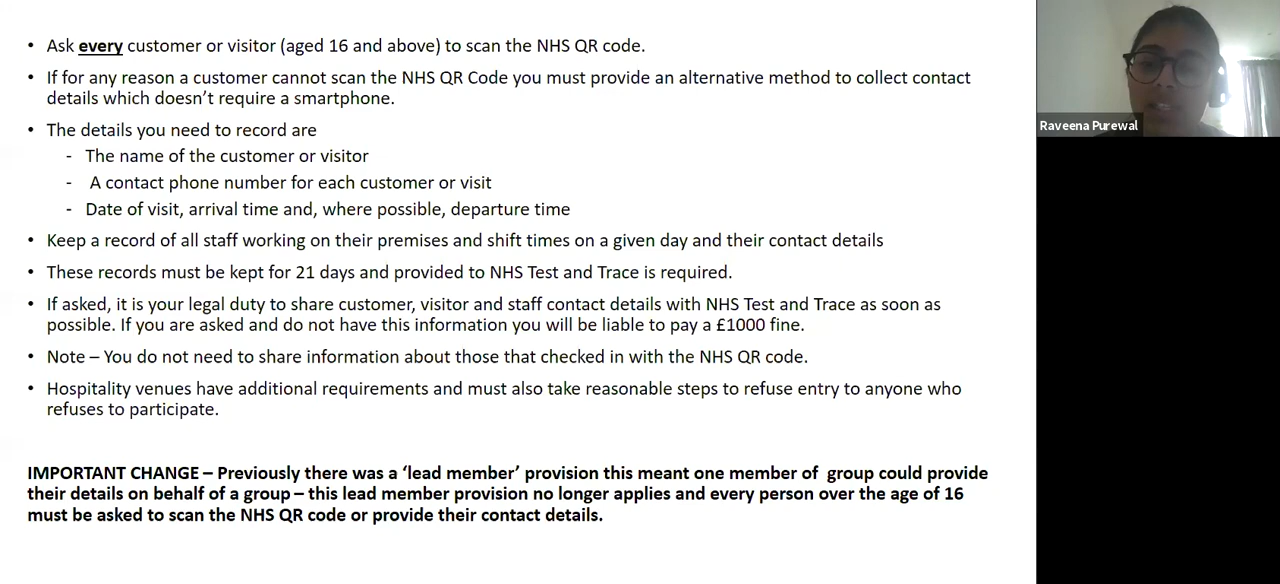 • Ask every customer or visitor (aged 16 and above) to scan the NHS QR code.
• If for any reason a customer cannot scan the NHS QR Code you must provide an alternative method to collect contact
details which doesn't require a smartphone.
• The details you need to record are
- The name of the customer or visitor
- A contact phone number for each customer or visit
- Date of visit, arrival time and, where possible, departure time
• Keep a record of all staff working on their premises and shift times on a given day and their contact details
• These records must be kept for 21 days and provided to NHS Test and Trace is required.
• If asked, it is your legal duty to share customer, visitor and staff contact details with NHS Test and Trace as soon as
possible. If you are asked and do not have this information you will be liable to pay a £1000 fine.
• Note – You do not need to share information about those that checked in with the NHS QR code.
• Hospitality venues have additional requirements and must also take reasonable steps to refuse entry to anyone who
refuses to participate.
IMPORTANT CHANGE – Previously there was a 'lead member' provision this meant one member of group could provide
their details on behalf of a group – this lead member provision no longer applies and every person over the age of 16
must be asked to scan the NHS QR code or provide their contact details.
Raveena Purewal